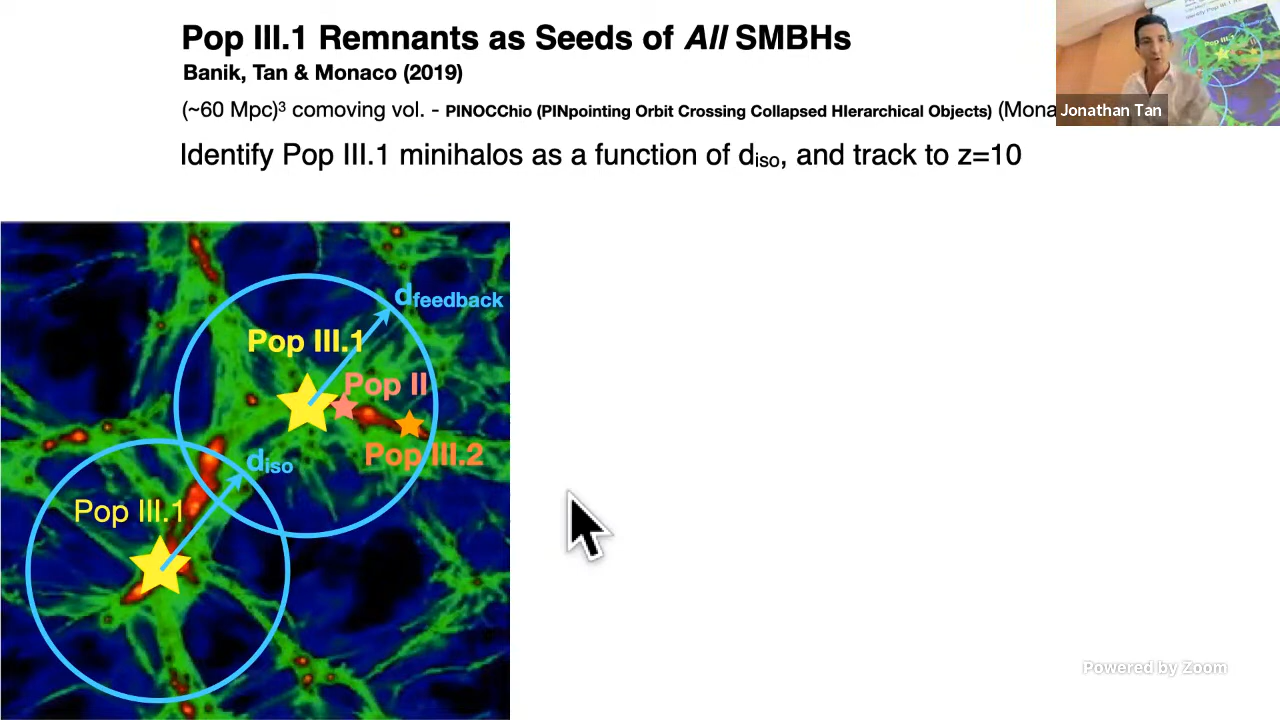 Pop III.1 Remnants as Seeds of All SMBHs
Banik, Tan & Monaco (2019)
(~60 Mpc)³ comoving vol. - PINOCChio (PINpointing Orbit Crossing Collapsed HIerarchical Objects) (Mona
Jonathan Tan
Identify Pop III.1 minihalos as a function of diso, and track to z=10
dfeedback
Pop III.1
Pop II
Pop III.2
diso
Pop III.1
Powered by Zoom